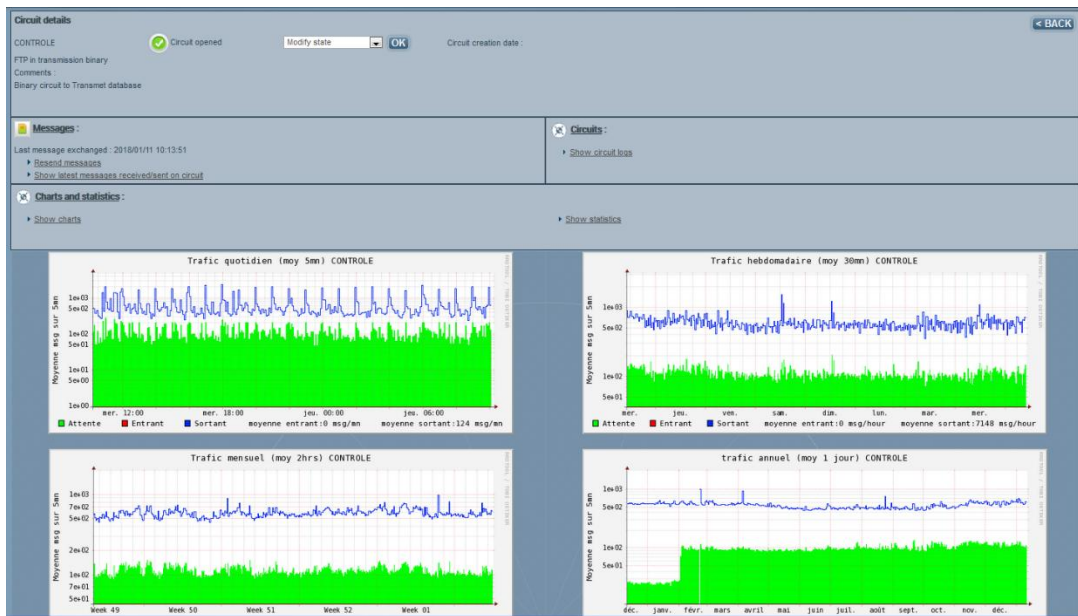 Circuit details
< BACK
CONTROLE Circuit opened Modify state OK Circuit creation date :
FTP in transmission binary
Comments :
Binary circuit to Transmet database
Messages :
Last message exchanged : 2018/01/11 10:13:51
Resend messages
Show latest messages received/sent on circuit
Circuits :
Show circuit logs
Charts and statistics :
Show charts
Show statistics
Trafic quotidien (moy 5mn) CONTROLE
Moyenne msg sur 5mn
1e+03
5e+02
1e+02
5e+01
1e+01
5e+00
1e+00
mer. 12:00 mer. 18:00 jeu. 00:00 jeu. 06:00
Attente Entrant Sortant moyenne entrant:0 msg/mn moyenne sortant:124 msg/mn
Trafic hebdomadaire (moy 30mn) CONTROLE
Moyenne msg sur 5mn
1e+03
5e+02
1e+02
5e+01
mer. jeu. ven. sam. dim. lun. mar. mer.
Attente Entrant Sortant moyenne entrant:0 msg/hour moyenne sortant:7148 msg/hour
Trafic mensuel (moy 2hrs) CONTROLE
Moyenne msg sur 5mn
1e+03
7e+02
5e+02
2e+02
1e+02
7e+01
5e+01
Week 49 Week 50 Week 51 Week 52 Week 01
trafic annuel (moy 1 jour) CONTROLE
Moyenne msg sur 5mn
1e+03
5e+02
1e+02
5e+01
déc. janv. févr. mars avril mai juin juil. août sept. oct. nov. déc.